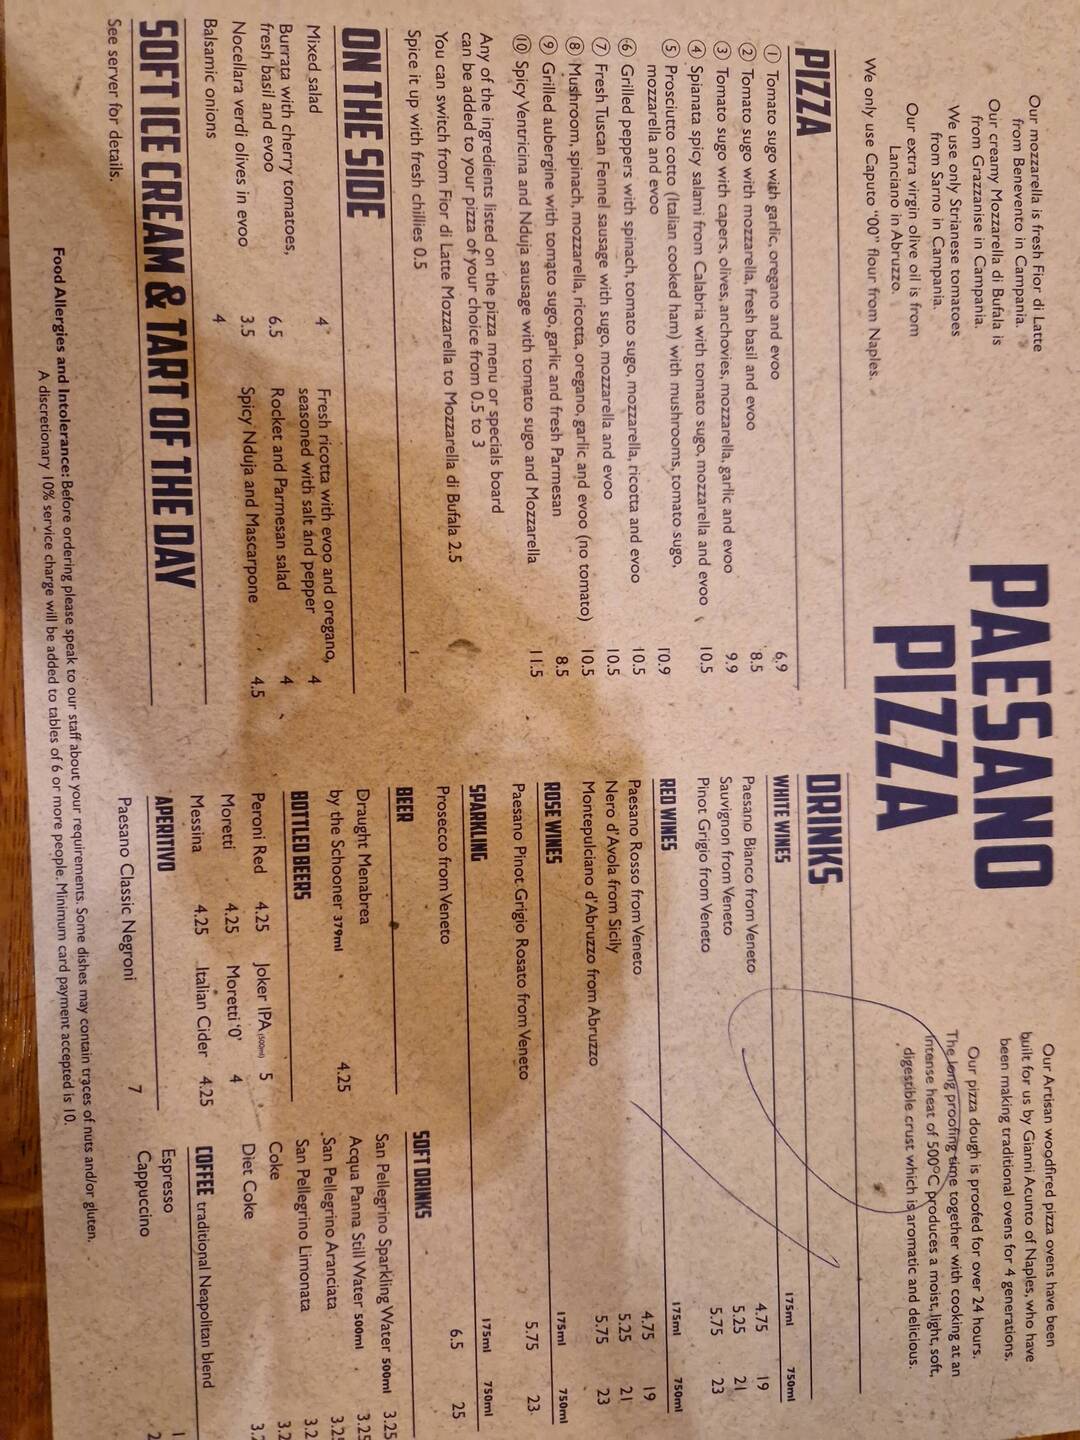 Our mozzarella is fresh Fior di Latte
from Benevento in Campania.
Our creamy Mozzarella di Bufala is
from Grazzanise in Campania.
We use only Strianese tomatoes
from Sarno in Campania.
Our extra virgin olive oil is from
Lanciano in Abruzzo.
We only use Caputo "00" flour from Naples.
PAESANO
PIZZA
Our Artisan woodfired pizza ovens have been
built for us by Gianni Acunto of Naples, who have
been making traditional ovens for 4 generations.
Our pizza dough is proofed for over 24 hours.
The long proofing time together with cooking at an
intense heat of 500°C produces a moist, light, soft,
digestible crust which is aromatic and delicious.
PIZZA
1 Tomato sugo with garlic, oregano and evoo 6.9
2 Tomato sugo with mozzarella, fresh basil and evoo 8.5
3 Tomato sugo with capers, olives, anchovies, mozzarella, garlic and evoo 9.9
4 Spianata spicy salami from Calabria with tomato sugo, mozzarella and evoo 10.5
5 Prosciutto cotto (Italian cooked ham) with mushrooms, tomato sugo,
mozzarella and evoo 10.9
6 Grilled peppers with spinach, tomato sugo, mozzarella, ricotta and evoo 10.5
7 Fresh Tuscan Fennel sausage with sugo, mozzarella and evoo 10.5
8 Mushroom, spinach, mozzarella, ricotta, oregano, garlic and evoo (no tomato) 10.5
9 Grilled aubergine with tomato sugo, garlic and fresh Parmesan 8.5
10 Spicy Ventricina and Nduja sausage with tomato sugo and Mozzarella 11.5
Any of the ingredients listed on the pizza menu or specials board
can be added to your pizza of your choice from 0.5 to 3
You can switch from Fior di Latte Mozzarella to Mozzarella di Bufala 2.5
Spice it up with fresh chillies 0.5
ON THE SIDE
Mixed salad 4
Burrata with cherry tomatoes,
fresh basil and evoo 6.5
Nocellara verdi olives in evoo 3.5
Balsamic onions 4
Fresh ricotta with evoo and oregano,
seasoned with salt and pepper 4
Rocket and Parmesan salad 4
Spicy Nduja and Mascarpone 4.5
SOFT ICE CREAM & TART OF THE DAY
See server for details.
DRINKS
WHITE WINES 175ml 750ml
Paesano Bianco from Veneto 4.75 19
Sauvignon from Veneto 5.25 21
Pinot Grigio from Veneto 5.75 23
RED WINES 175ml 750ml
Paesano Rosso from Veneto 4.75 19
Nero d'Avola from Sicily 5.25 21
Montepulciano d'Abruzzo from Abruzzo 5.75 23
ROSE WINES 175ml 750ml
Paesano Pinot Grigio Rosato from Veneto 5.75 23
SPARKLING 175ml 750ml
Prosecco from Veneto 6.5 25
BEER
Draught Menabrea
by the Schooner 379ml 4.25
BOTTLED BEERS
Peroni Red 4.25 Joker IPA (500ml) 5
Moretti 4.25 Moretti '0' 4
Messina 4.25 Italian Cider 4.25
APERITIVO
Paesano Classic Negroni 7
SOFT DRINKS
San Pellegrino Sparkling Water 500ml 3.25
Acqua Panna Still Water 500ml 3.25
San Pellegrino Aranciata 3.2
San Pellegrino Limonata 3.2
Coke 3.2
Diet Coke 3.2
COFFEE traditional Neapolitan blend
Espresso 1
Cappuccino 2
Food Allergies and Intolerance: Before ordering please speak to our staff about your requirements. Some dishes may contain traces of nuts and/or gluten.
A discretionary 10% service charge will be added to tables of 6 or more people. Minimum card payment accepted is 10.